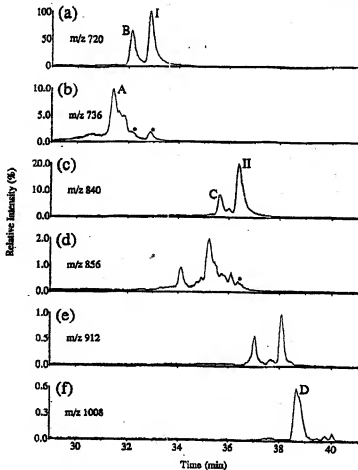 (a)
m/z 720
B
I
100
50
0
(b)
m/z 736
A
10.0
5.0
0.0
(c)
m/z 840
C
II
20.0
10.0
0.0
Relative Intensity (%)
(d)
m/z 856
2.0
1.0
0.0
(e)
m/z 912
1.0
0.5
0.0
(f)
m/z 1008
D
0.6
0.3
0.0
30 32 34 36 38 40
Time (min)